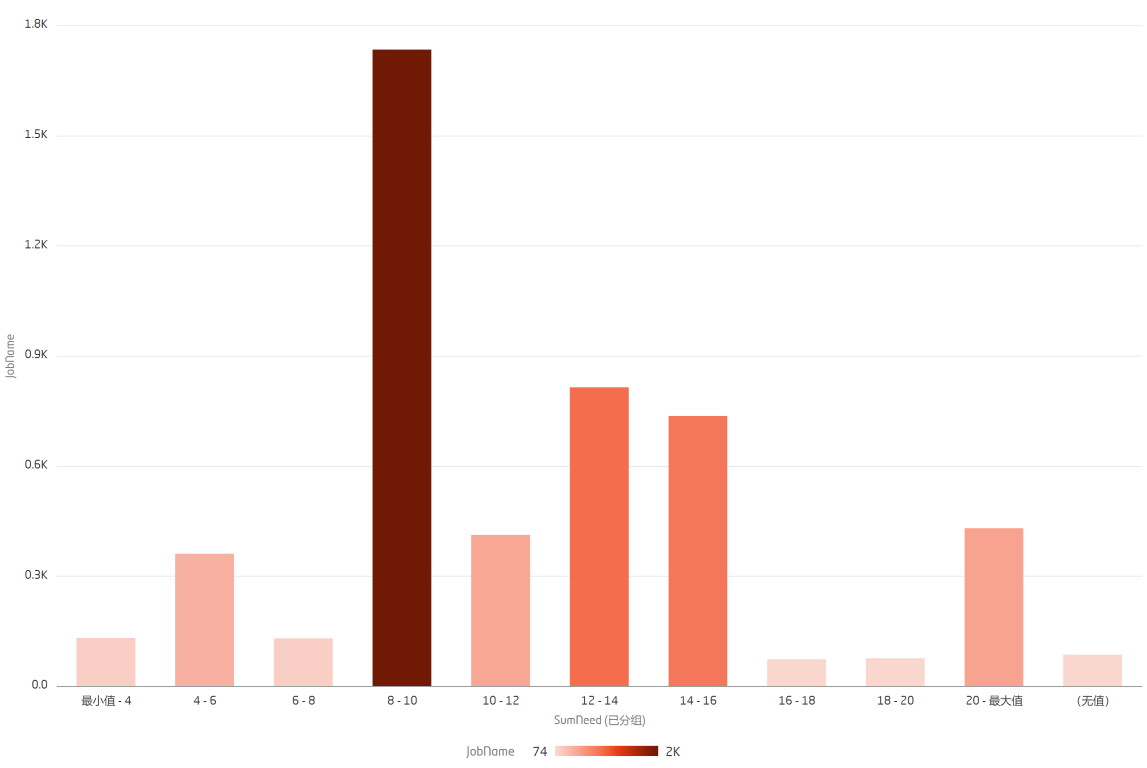 1.8K
1.5K
1.2K
0.9K
0.6K
0.3K
0.0
JobName
最小值 - 4
4 - 6
6 - 8
8 - 10
10 - 12
12 - 14
14 - 16
16 - 18
18 - 20
20 - 最大值
(无值)
SumNeed (已分组)
JobName 74 2K